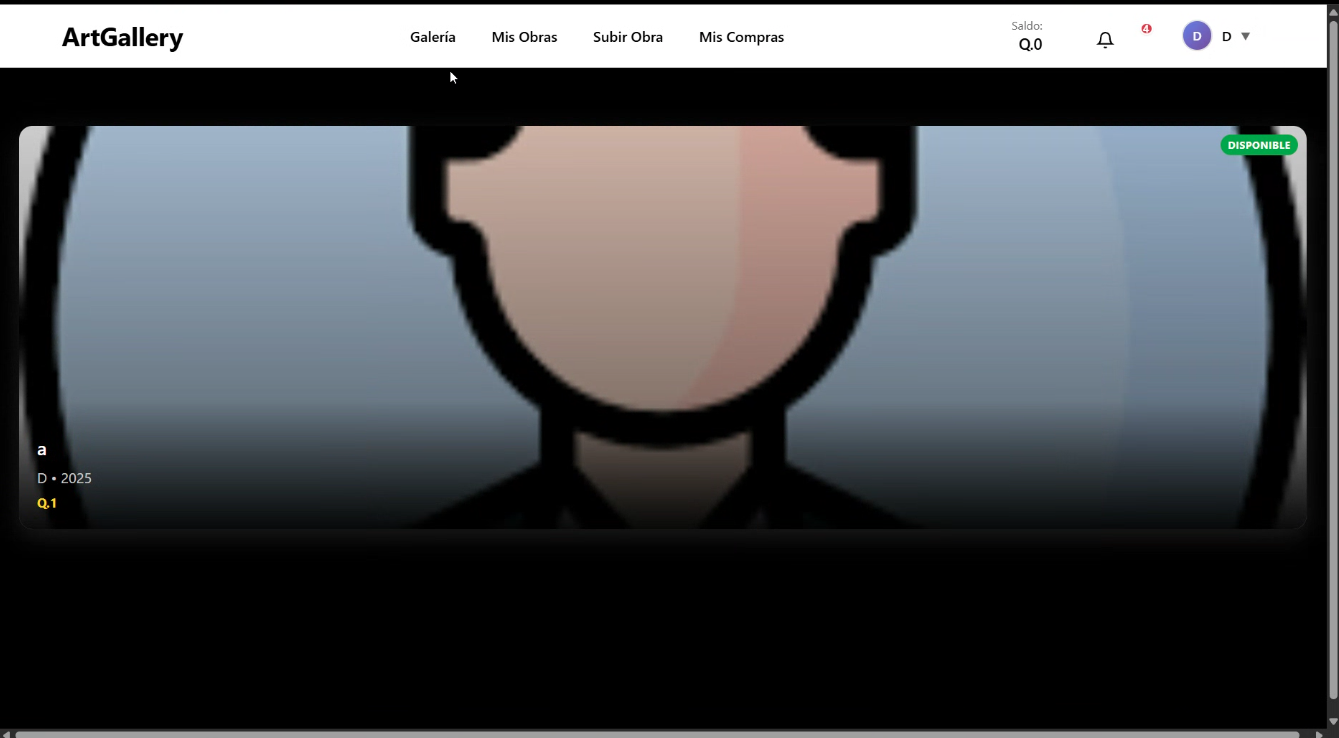 ArtGallery
Galería
Mis Obras
Subir Obra
Mis Compras
Saldo:
Q.0
4
D
D ▼
DISPONIBLE
a
D • 2025
Q.1